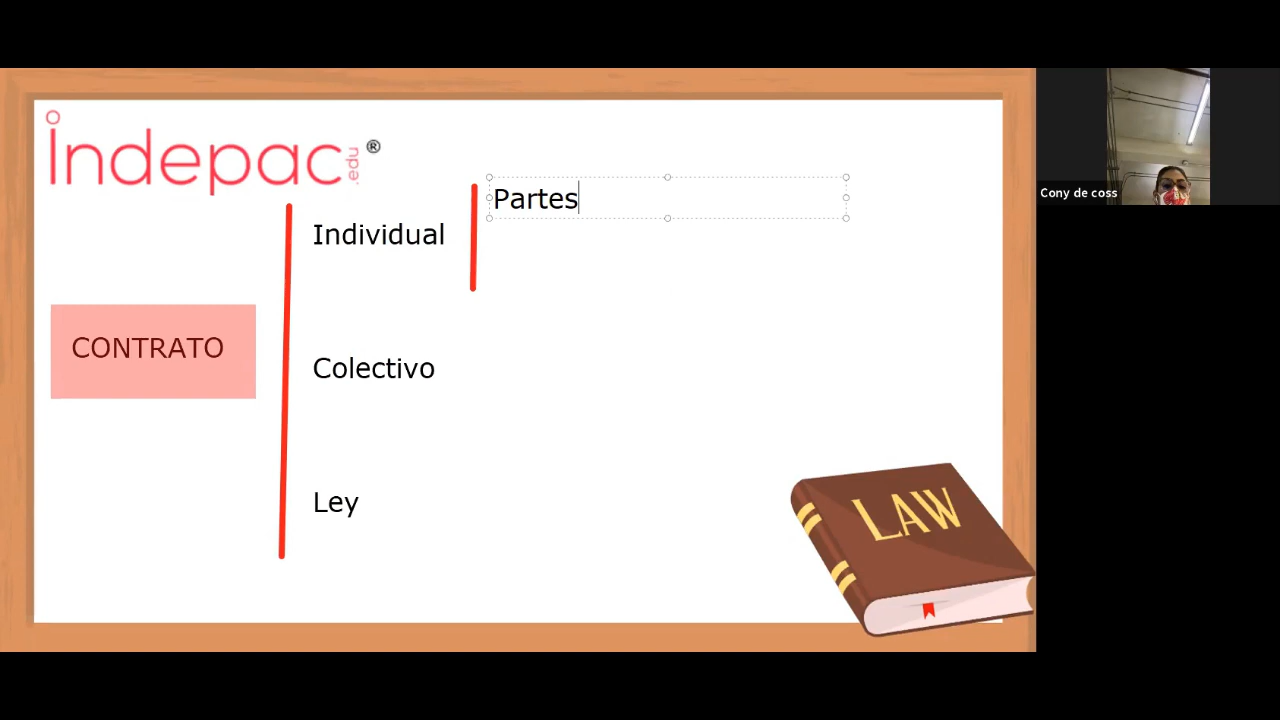 indepac.edu®
Partes
Individual
CONTRATO
Colectivo
Ley
LAW
Cony de coss